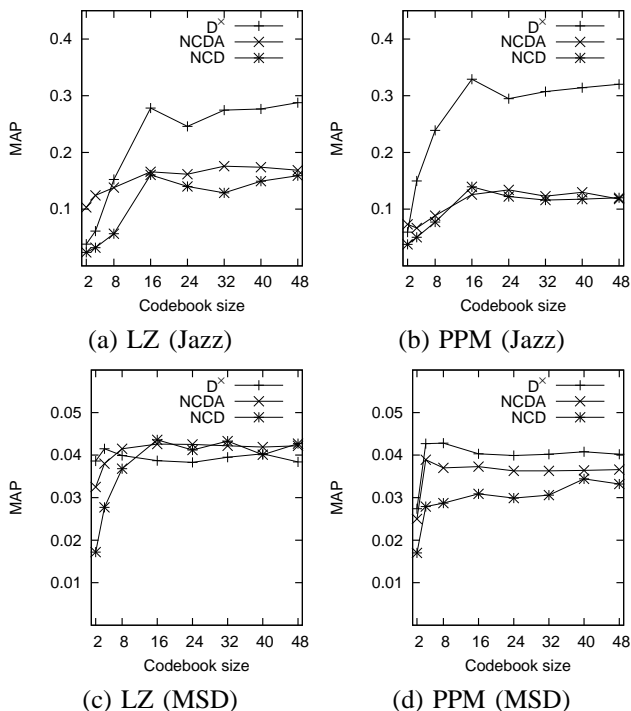 0.4
0.3
0.2
0.1
MAP
D×
NCDA
NCD
2 4 8 16 24 32 40 48
Codebook size
(a) LZ (Jazz)
0.4
0.3
0.2
0.1
MAP
D×
NCDA
NCD
2 4 8 16 24 32 40 48
Codebook size
(b) PPM (Jazz)
0.05
0.04
0.03
0.02
0.01
MAP
D×
NCDA
NCD
2 4 8 16 24 32 40 48
Codebook size
(c) LZ (MSD)
0.05
0.04
0.03
0.02
0.01
MAP
D×
NCDA
NCD
2 4 8 16 24 32 40 48
Codebook size
(d) PPM (MSD)